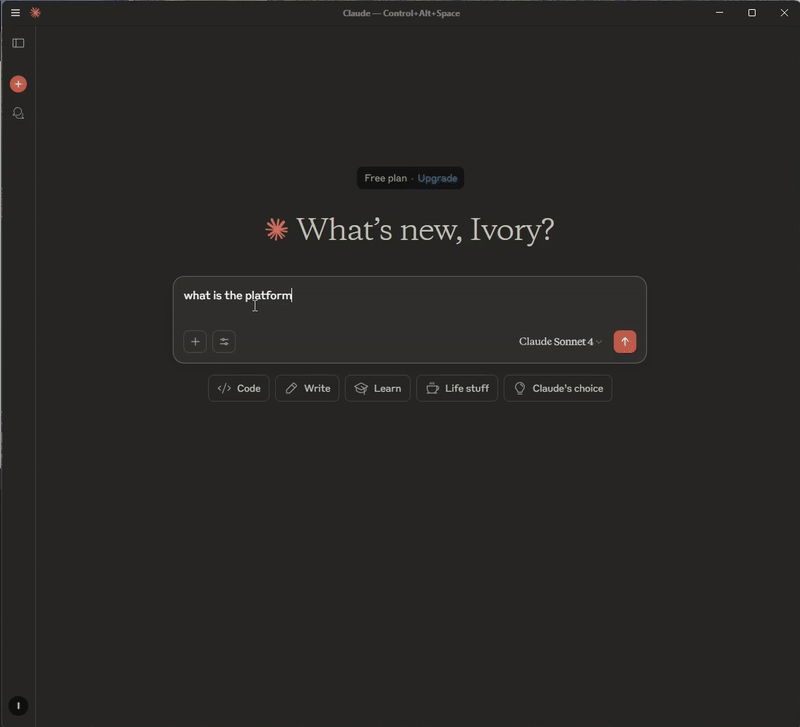 Claude — Control+Alt+Space
Free plan · Upgrade
What's new, Ivory?
what is the platform
Claude Sonnet 4
Code Write Learn Life stuff Claude's choice
I